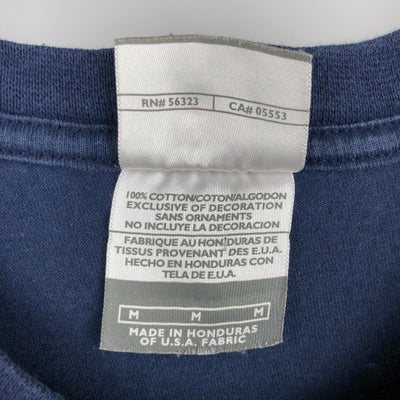 RN# 56323 CA# 05553
100% COTTON/COTON/ALGODON
EXCLUSIVE OF DECORATION
SANS ORNAMENTS
NO INCLUYE LA DECORACION
FABRIQUE AU HONDURAS DE
TISSUS PROVENANT DES E.U.A.
HECHO EN HONDURAS CON
TELA DE E.U.A.
M M M
MADE IN HONDURAS
OF U.S.A. FABRIC